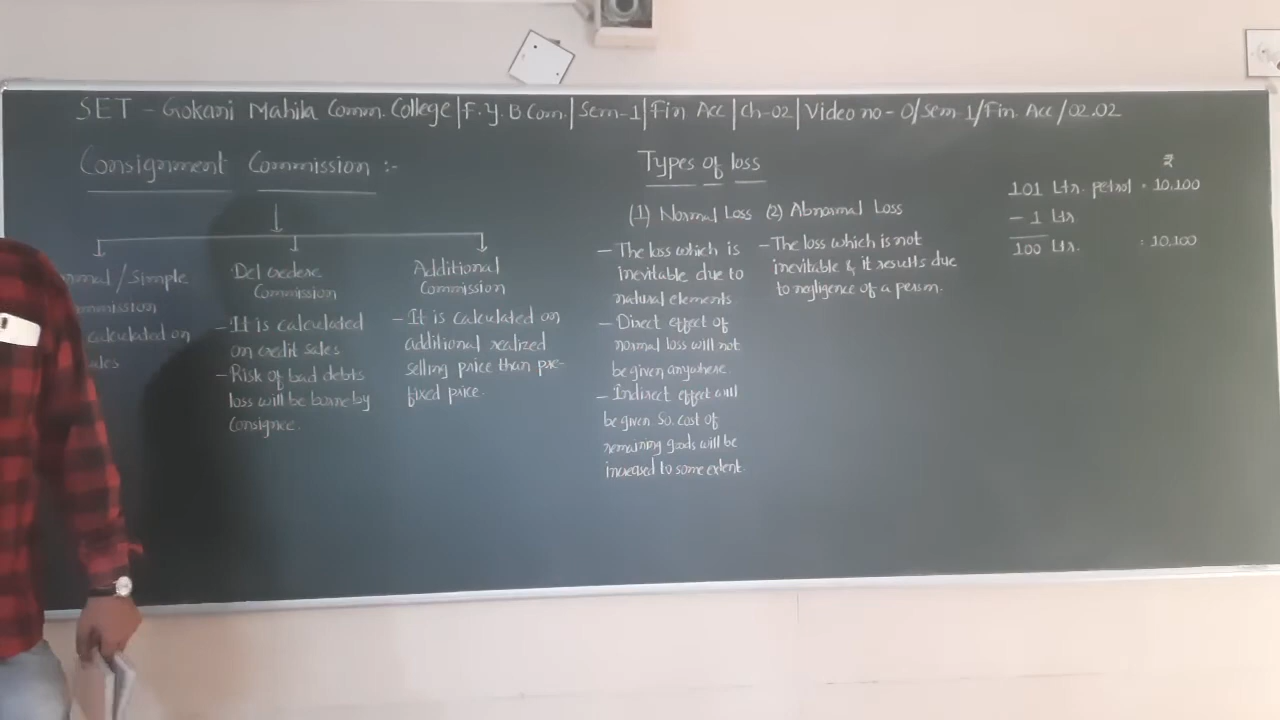 SET - Gokani Mahila Comm. College | F. Y. B Com. | Sem-1 | Fin Acc | Ch-02 | Video no - 0/Sem 1/Fin. Acc /02.02
Consignment Commission :-
rmal / Simple
mmission
calculated on
ales
Del credere
Commission
- It is calculated
on credit sales
- Risk of bad debts
loss will be borne by
Consignee.
Additional
Commission
- It is calculated on
additional realized
selling price than pre-
fixed price.
Types of loss
(1) Normal Loss (2) Abnormal Loss
- The loss which is
inevitable due to
natural elements
- Direct effect of
normal loss will not
be given anywhere.
- Indirect effect will
be given so. cost of
remaining goods will be
increased to some extent.
- The loss which is not
inevitable & it results due
to negligence of a person.
₹
101 Ltr. petrol = 10,100
- 1 Ltr
100 Ltr. : 10,100